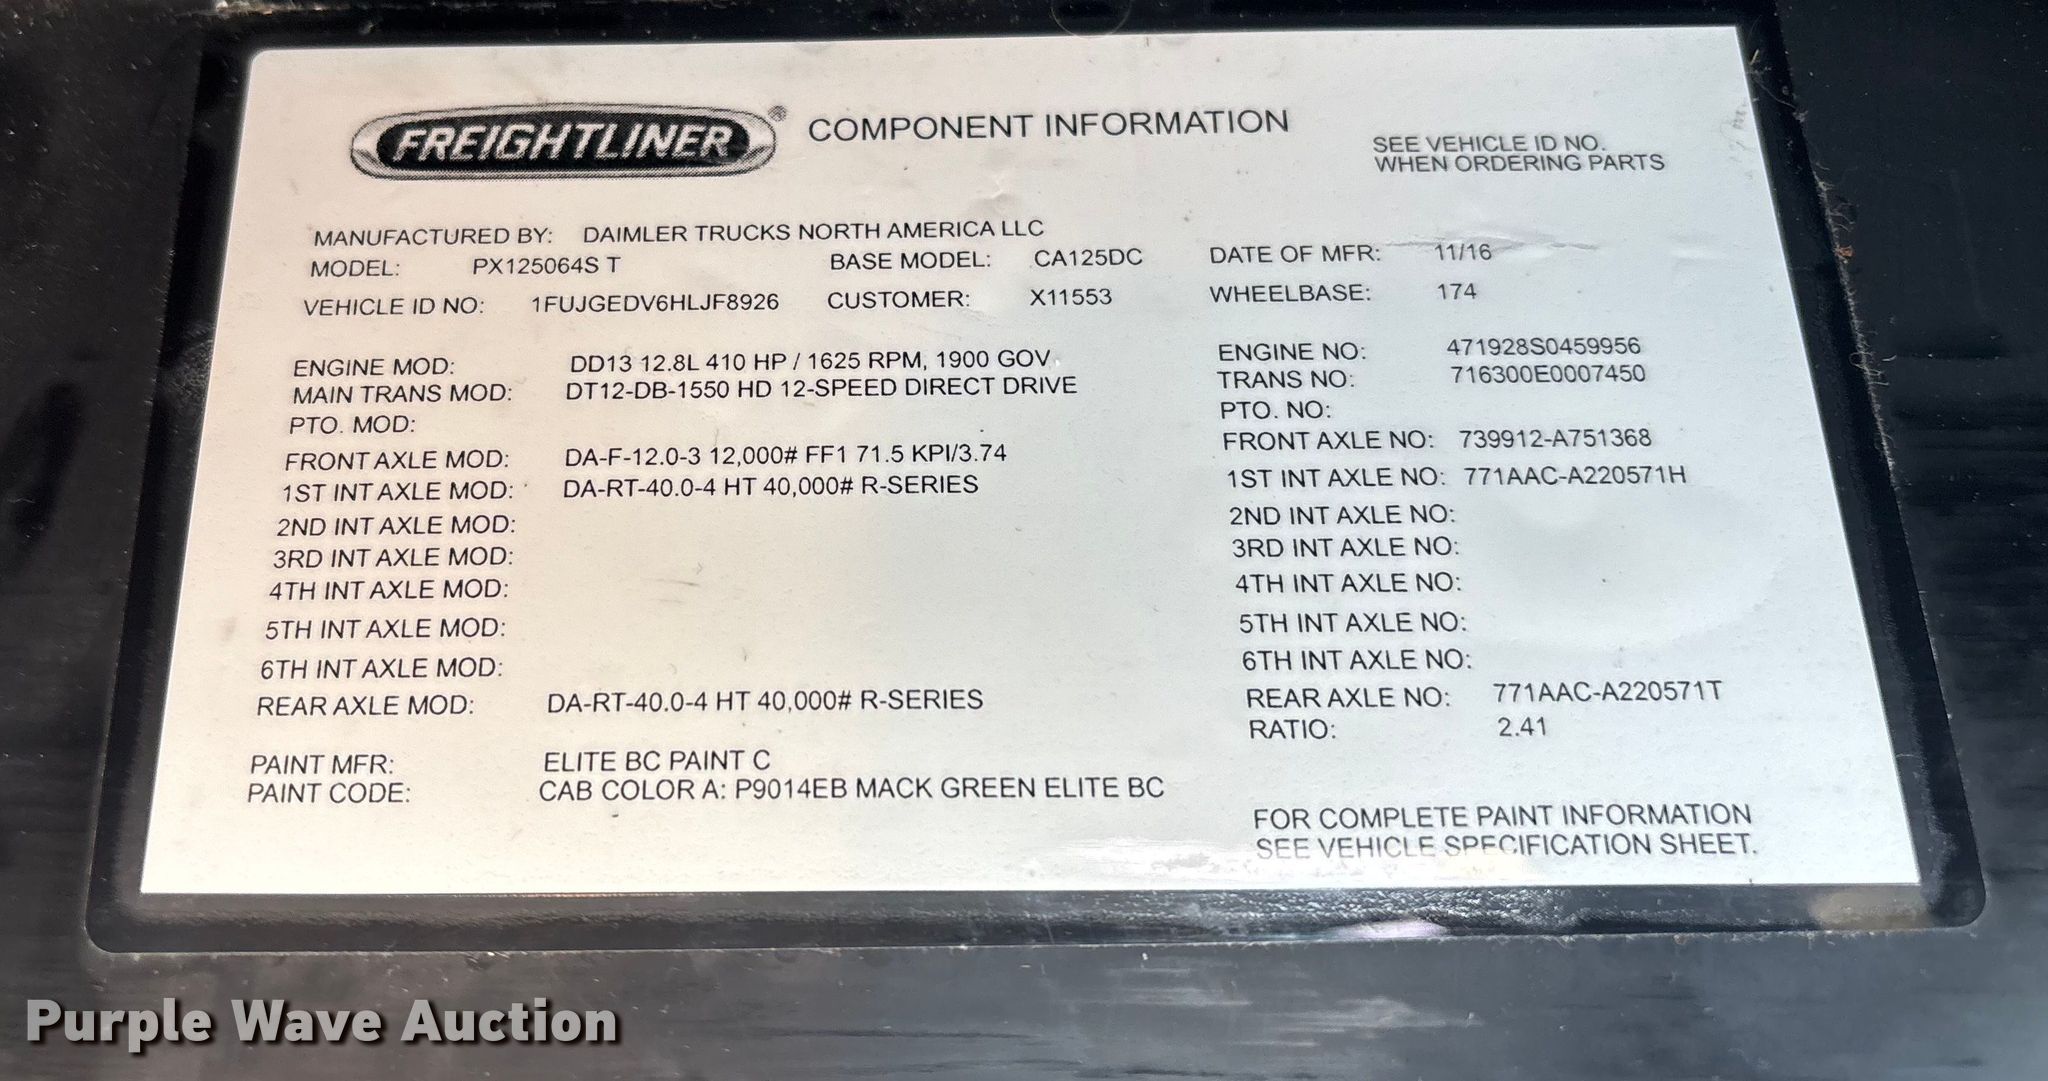 FREIGHTLINER® COMPONENT INFORMATION
SEE VEHICLE ID NO.
WHEN ORDERING PARTS
MANUFACTURED BY: DAIMLER TRUCKS NORTH AMERICA LLC
MODEL: PX125064S T BASE MODEL: CA125DC DATE OF MFR: 11/16
VEHICLE ID NO: 1FUJGEDV6HLJF8926 CUSTOMER: X11553 WHEELBASE: 174
ENGINE MOD: DD13 12.8L 410 HP / 1625 RPM, 1900 GOV, ENGINE NO: 471928S0459956
MAIN TRANS MOD: DT12-DB-1550 HD 12-SPEED DIRECT DRIVE TRANS NO: 716300E0007450
PTO. MOD: PTO. NO:
FRONT AXLE MOD: DA-F-12.0-3 12,000# FF1 71.5 KPI/3.74 FRONT AXLE NO: 739912-A751368
1ST INT AXLE MOD: DA-RT-40.0-4 HT 40,000# R-SERIES 1ST INT AXLE NO: 771AAC-A220571H
2ND INT AXLE MOD: 2ND INT AXLE NO:
3RD INT AXLE MOD: 3RD INT AXLE NO:
4TH INT AXLE MOD: 4TH INT AXLE NO:
5TH INT AXLE MOD: 5TH INT AXLE NO:
6TH INT AXLE MOD: 6TH INT AXLE NO:
REAR AXLE MOD: DA-RT-40.0-4 HT 40,000# R-SERIES REAR AXLE NO: 771AAC-A220571T
RATIO: 2.41
PAINT MFR: ELITE BC PAINT C
PAINT CODE: CAB COLOR A: P9014EB MACK GREEN ELITE BC
FOR COMPLETE PAINT INFORMATION
SEE VEHICLE SPECIFICATION SHEET.
Purple Wave Auction